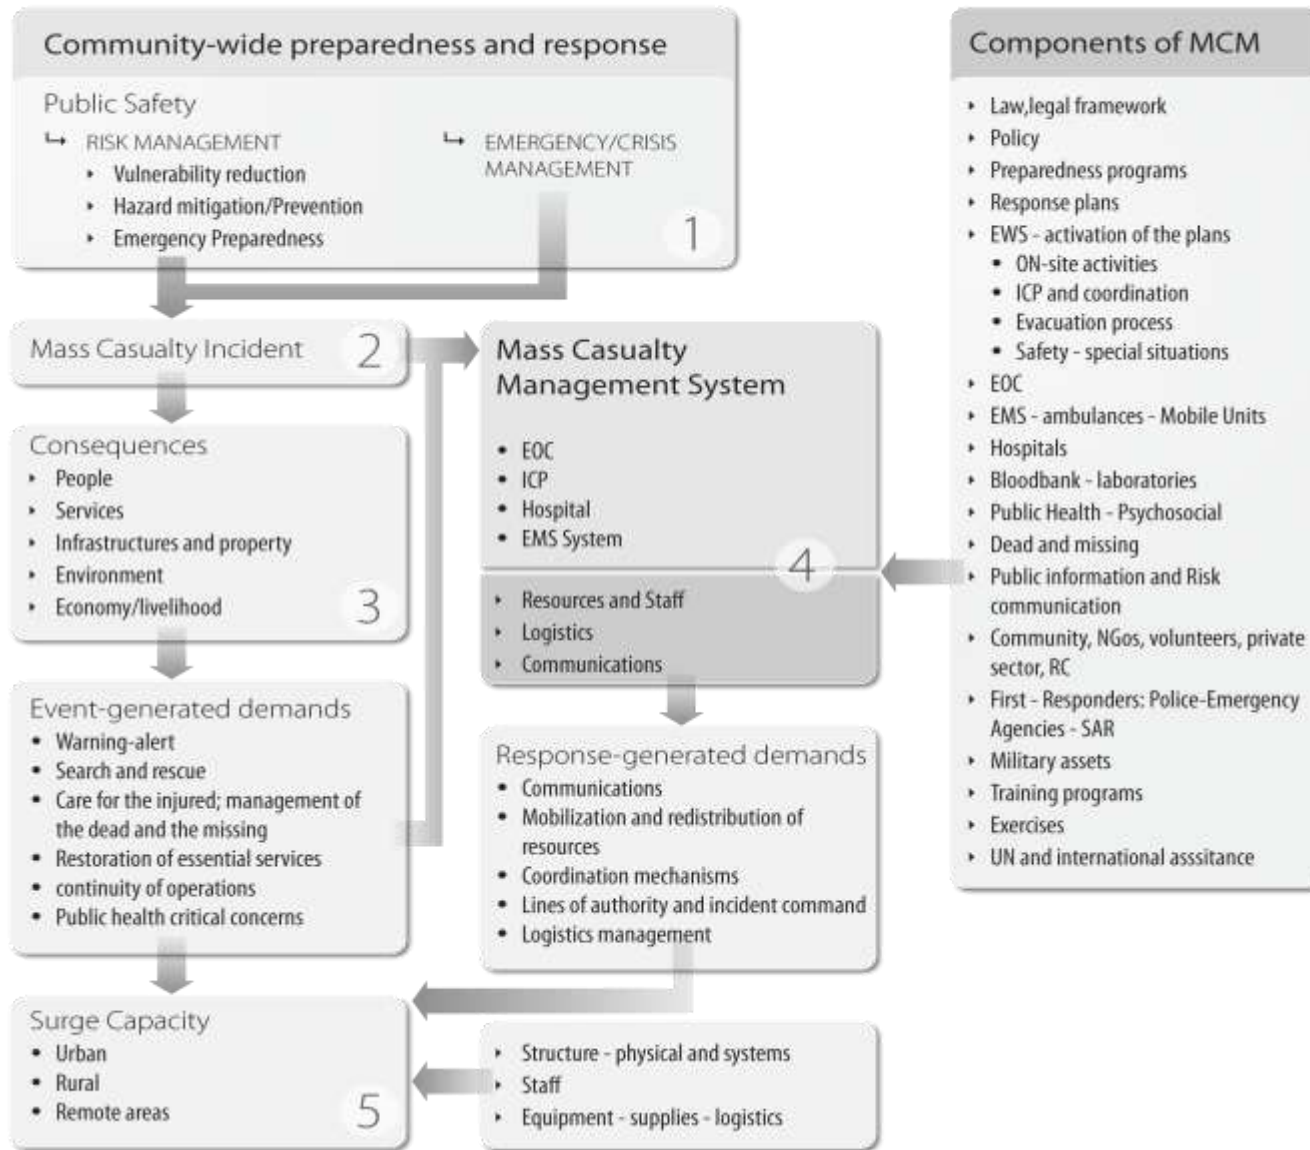 Community-wide preparedness and response
Public Safety
RISK MANAGEMENT
Vulnerability reduction
Hazard mitigation/Prevention
Emergency Preparedness
EMERGENCY/CRISIS
MANAGEMENT
1
Mass Casualty Incident
2
Consequences
People
Services
Infrastructures and property
Environment
Economy/livelihood
3
Event-generated demands
Warning-alert
Search and rescue
Care for the injured; management of
the dead and the missing
Restoration of essential services
continuity of operations
Public health critical concerns
Mass Casualty
Management System
EOC
ICP
Hospital
EMS System
4
Resources and Staff
Logistics
Communications
Response-generated demands
Communications
Mobilization and redistribution of
resources
Coordination mechanisms
Lines of authority and incident command
Logistics management
Surge Capacity
Urban
Rural
Remote areas
5
Structure - physical and systems
Staff
Equipment - supplies - logistics
Components of MCM
Law,legal framework
Policy
Preparedness programs
Response plans
EWS - activation of the plans
ON-site activities
ICP and coordination
Evacuation process
Safety - special situations
EOC
EMS - ambulances - Mobile Units
Hospitals
Bloodbank - laboratories
Public Health - Psychosocial
Dead and missing
Public information and Risk
communication
Community, NGos, volunteers, private
sector, RC
First - Responders: Police-Emergency
Agencies - SAR
Military assets
Training programs
Exercises
UN and international asssitance